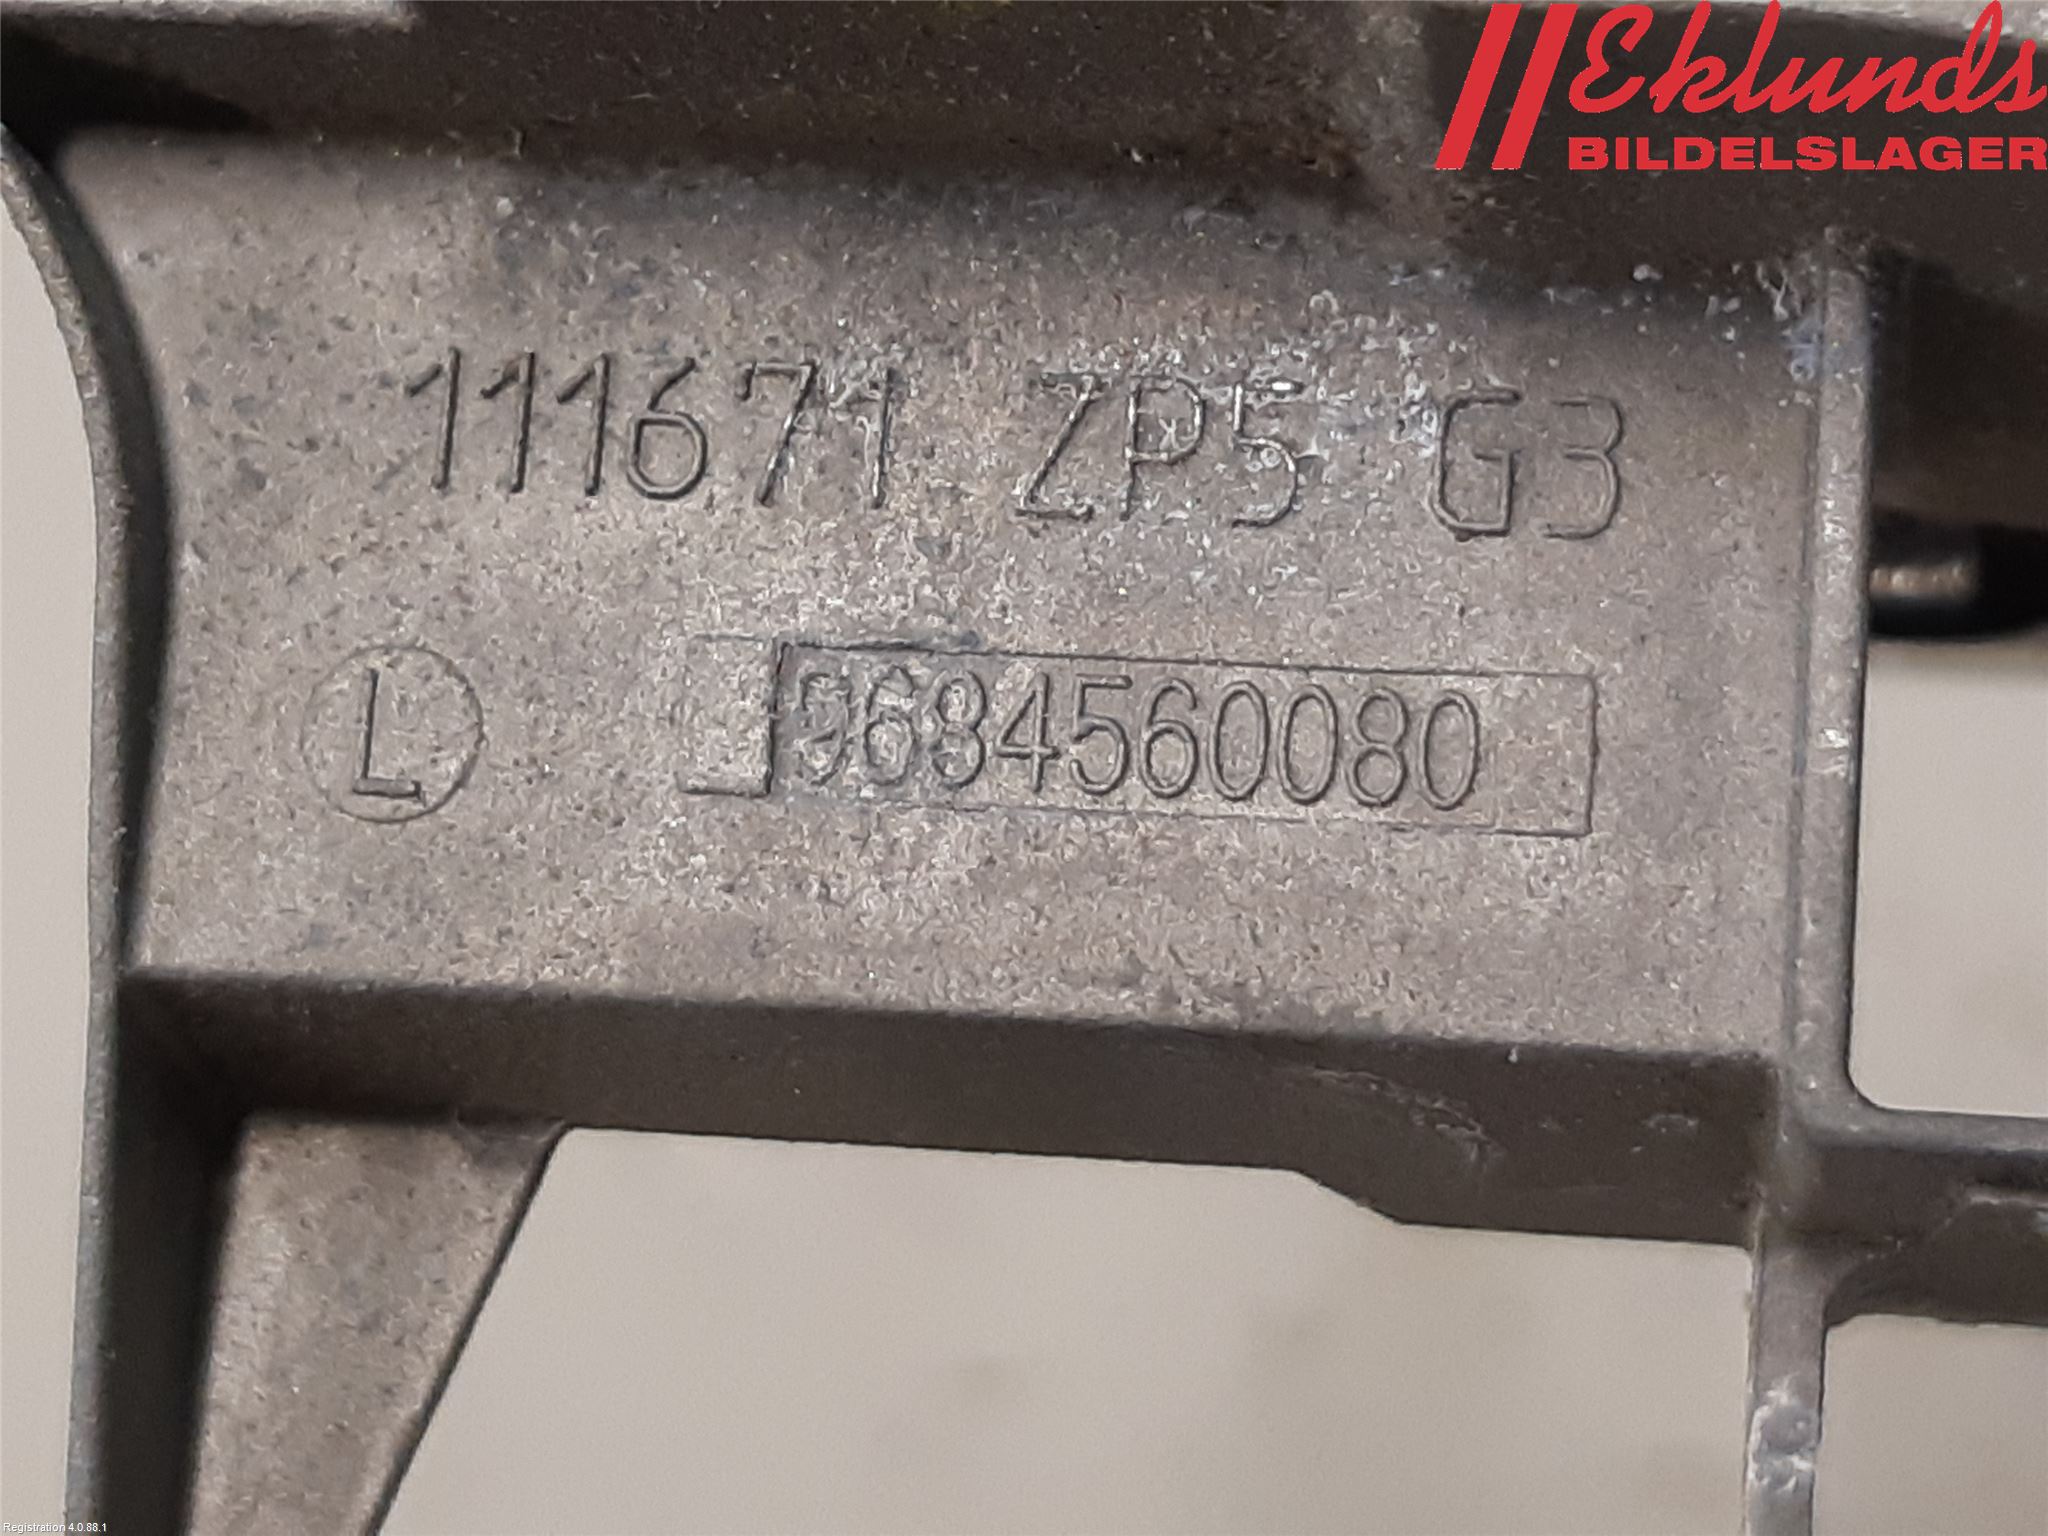 Eklunds
BILDELSLAGER
111671 ZP5 G3
L
9684560080
Registration 4.0.88.1